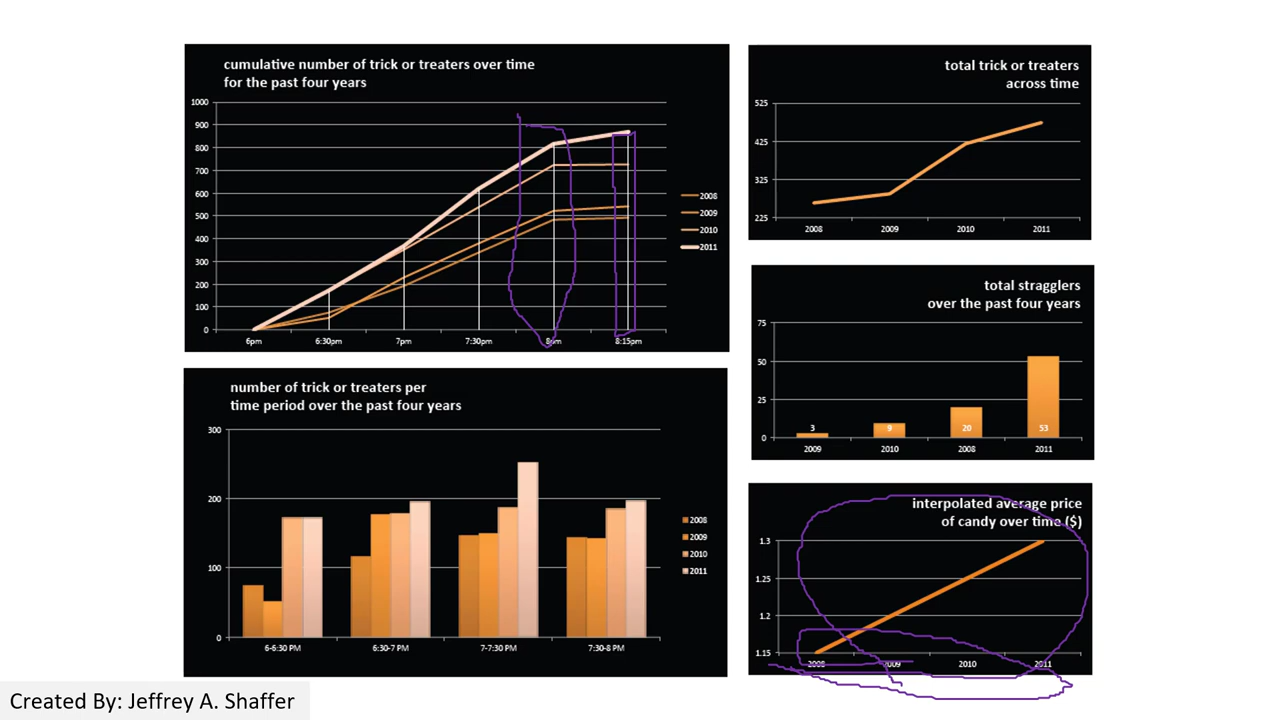 cumulative number of trick or treaters over time
for the past four years
1000
900
800
700
600
500
400
300
200
100
0
6pm 6:30pm 7pm 7:30pm 8pm 8:15pm
2008
2009
2010
2011
total trick or treaters
across time
525
425
325
225
2008 2009 2010 2011
total stragglers
over the past four years
75
50
25
0
3 9 20 53
2009 2010 2008 2011
number of trick or treaters per
time period over the past four years
300
200
100
0
6-6:30 PM 6:30-7 PM 7-7:30 PM 7:30-8 PM
2008
2009
2010
2011
interpolated average price
of candy over time ($)
1.3
1.25
1.2
1.15
2008 2009 2010 2011
Created By: Jeffrey A. Shaffer